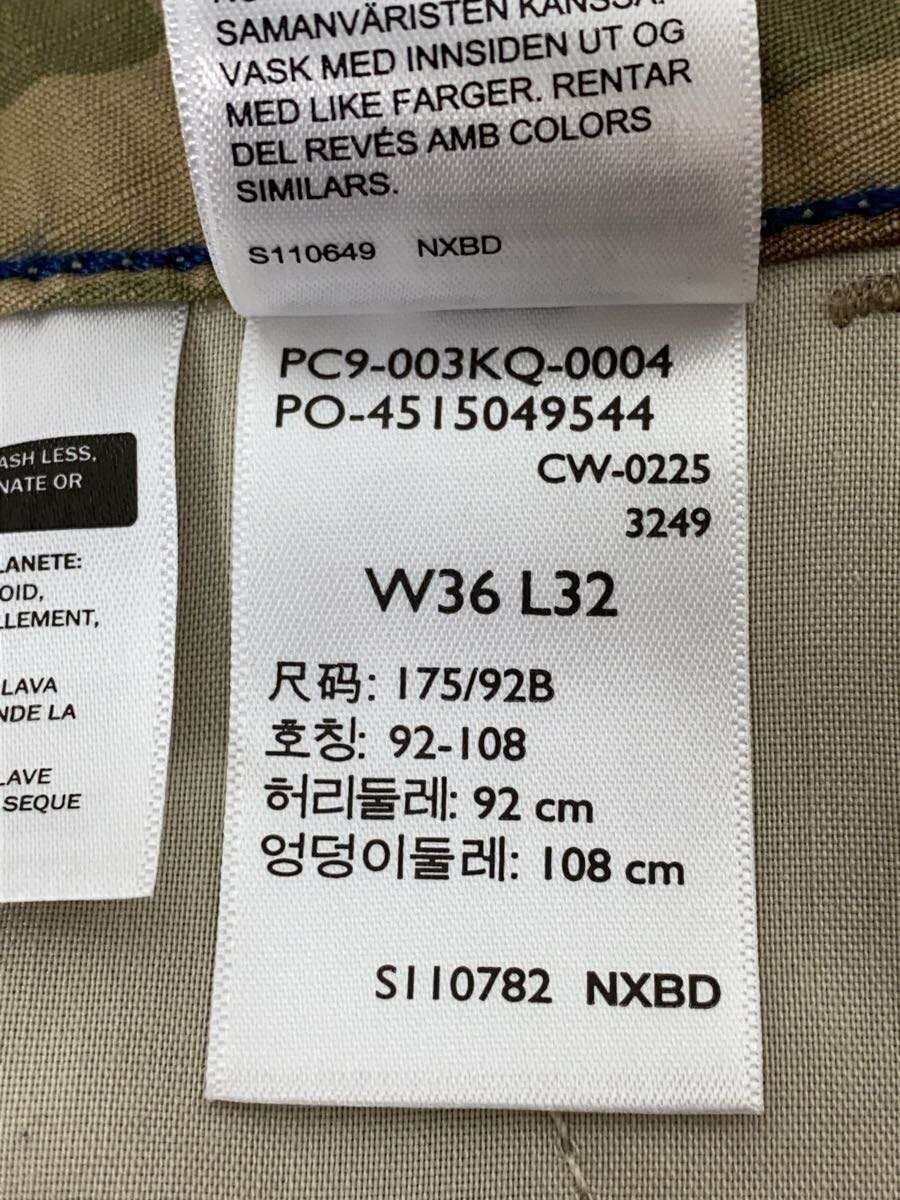 SAMANVÄRISTEN KANSSA.
VASK MED INNSIDEN UT OG
MED LIKE FARGER. RENTAR
DEL REVÉS AMB COLORS
SIMILARS.
S110649 NXBD
PC9-003KQ-0004
PO-4515049544
CW-0225
3249
W36 L32
尺码: 175/92B
호칭: 92-108
허리둘레: 92 cm
엉덩이둘레: 108 cm
S110782 NXBD
ASH LESS,
NATE OR
LANETE:
OID,
LLEMENT,
LAVA
NDE LA
LAVE
SEQUE